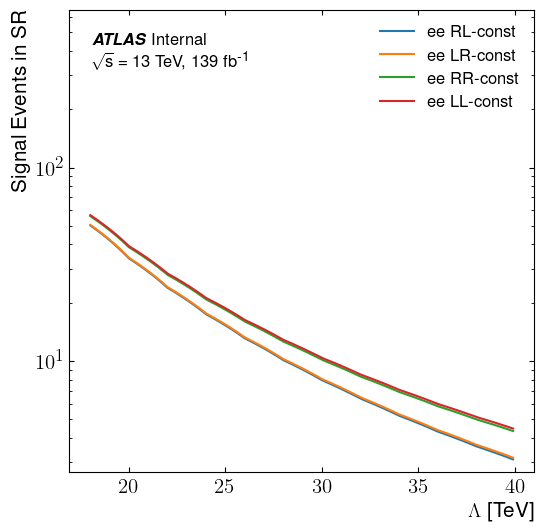 Signal Events in SR
ATLAS Internal
√s = 13 TeV, 139 fb⁻¹
ee RL-const
ee LR-const
ee RR-const
ee LL-const
10²
10¹
20 25 30 35 40
Λ [TeV]